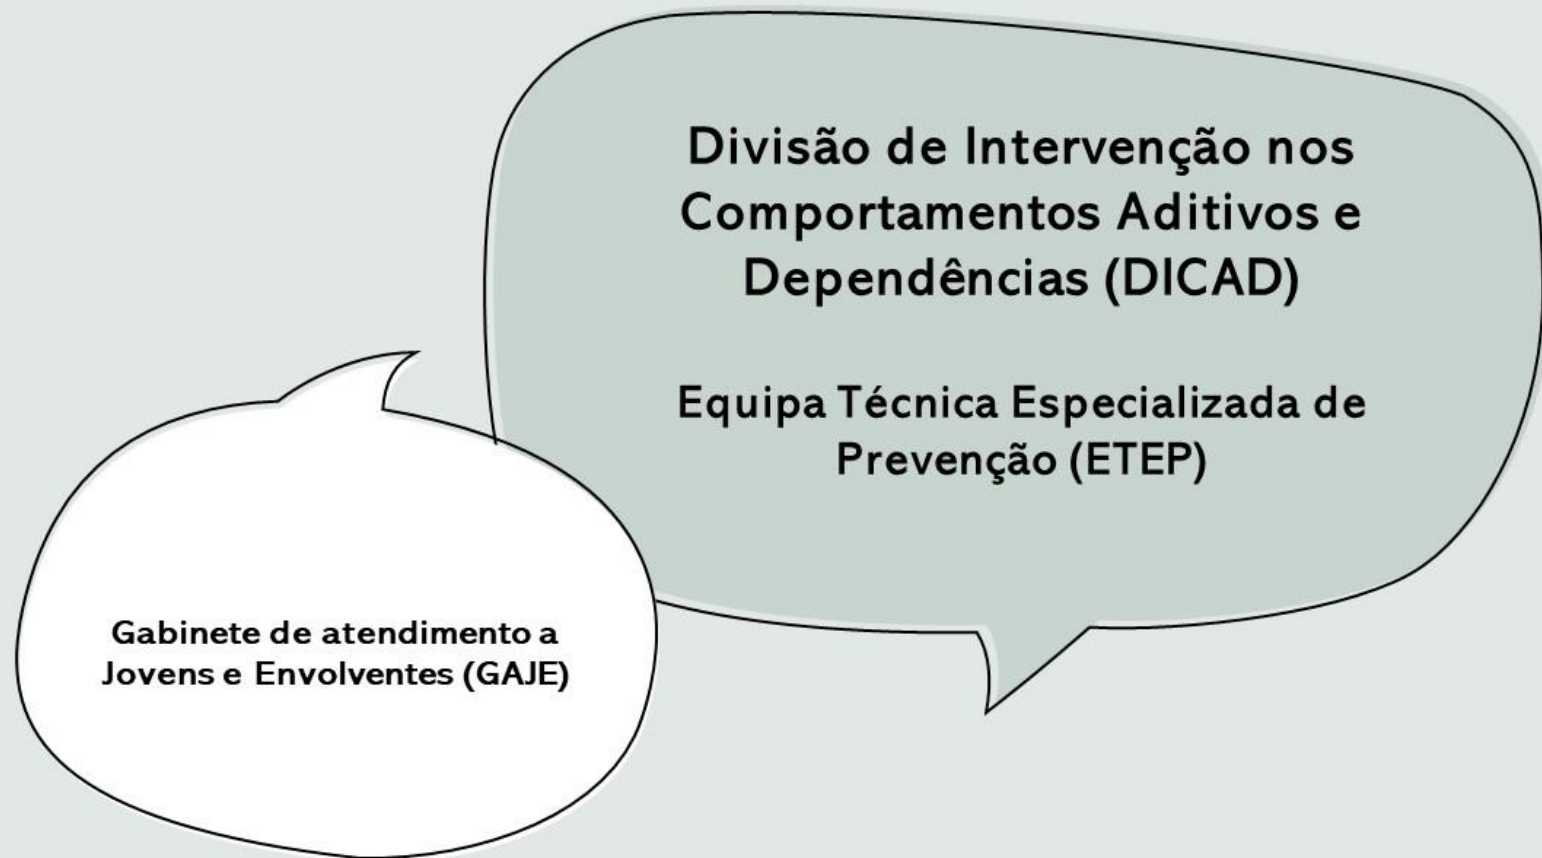 Divisão de Intervenção nos
Comportamentos Aditivos e
Dependências (DICAD)
Equipa Técnica Especializada de
Prevenção (ETEP)
Gabinete de atendimento a
Jovens e Envolventes (GAJE)